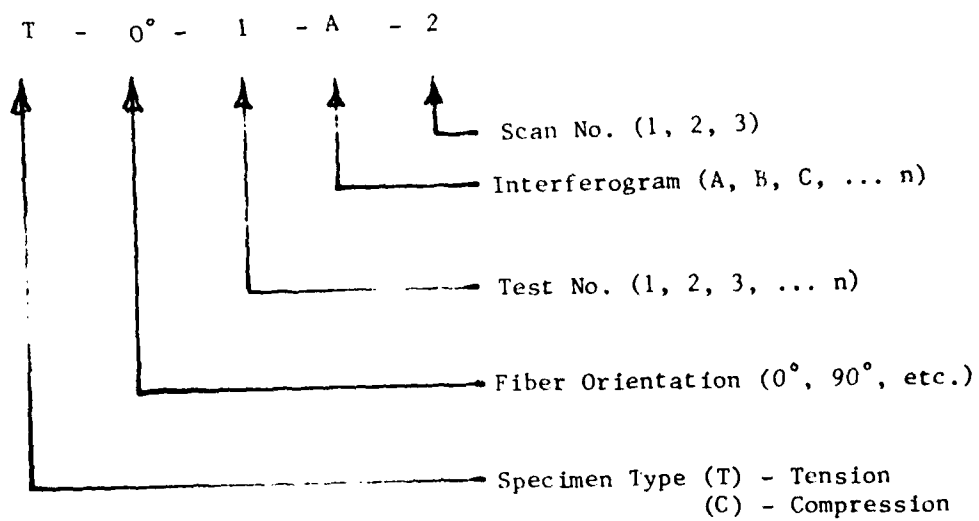 T - 0° - 1 - A - 2
Scan No. (1, 2, 3)
Interferogram (A, B, C, ... n)
Test No. (1, 2, 3, ... n)
Fiber Orientation (0°, 90°, etc.)
Specimen Type (T) - Tension
(C) - Compression